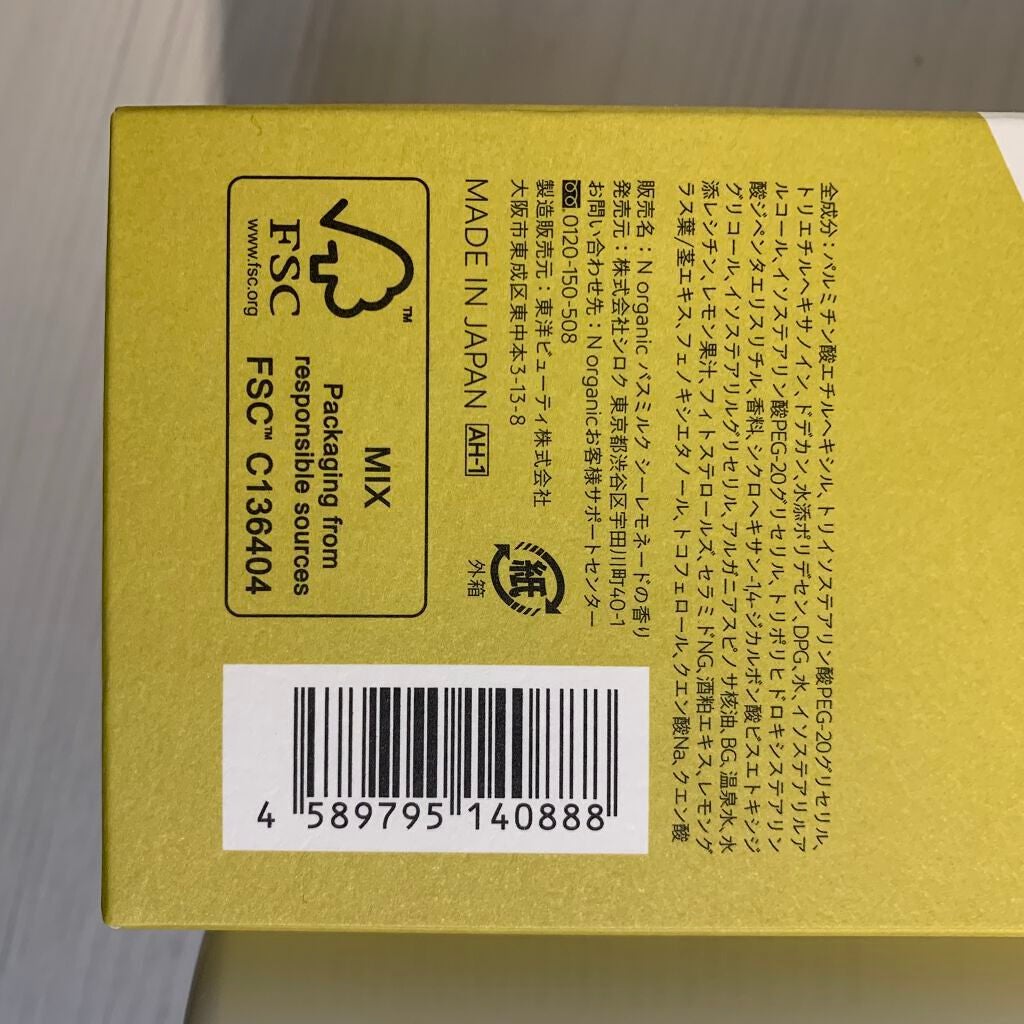 全成分：パルミチン酸エチルヘキシル、トリイソステアリン酸PEG-20グリセリル、
トリエチルヘキサノイン、ドデカン、水添ポリデセン、DPG、水、イソステアリルア
ルコール、イソステアリン酸PEG-20グリセリル、トリポリヒドロキシステアリン
酸ジペンタエリスリチル、香料、シクロヘキサン-1,4-ジカルボン酸ビスエトキシジ
グリコール、イソステアリルグリセリル、アルガニアスピノサ核油、BG、温泉水、水
添レシチン、レモン果汁、フィトステロールズ、セラミドNG、酒粕エキス、レモング
ラス葉/茎エキス、フェノキシエタノール、トコフェロール、クエン酸Na、クエン酸
販売名：N organic バスミルク シーレモネードの香り
発売元：株式会社シロク 東京都渋谷区宇田川町40-1
お問い合わせ先：N organicお客様サポートセンター
0120-150-508
製造販売元：東洋ビューティ株式会社
大阪市東成区東中本3-13-8
MADE IN JAPAN AH-1
紙
外箱
™
FSC
www.fsc.org
MIX
Packaging from
responsible sources
FSC™ C136404
4 589795 140888